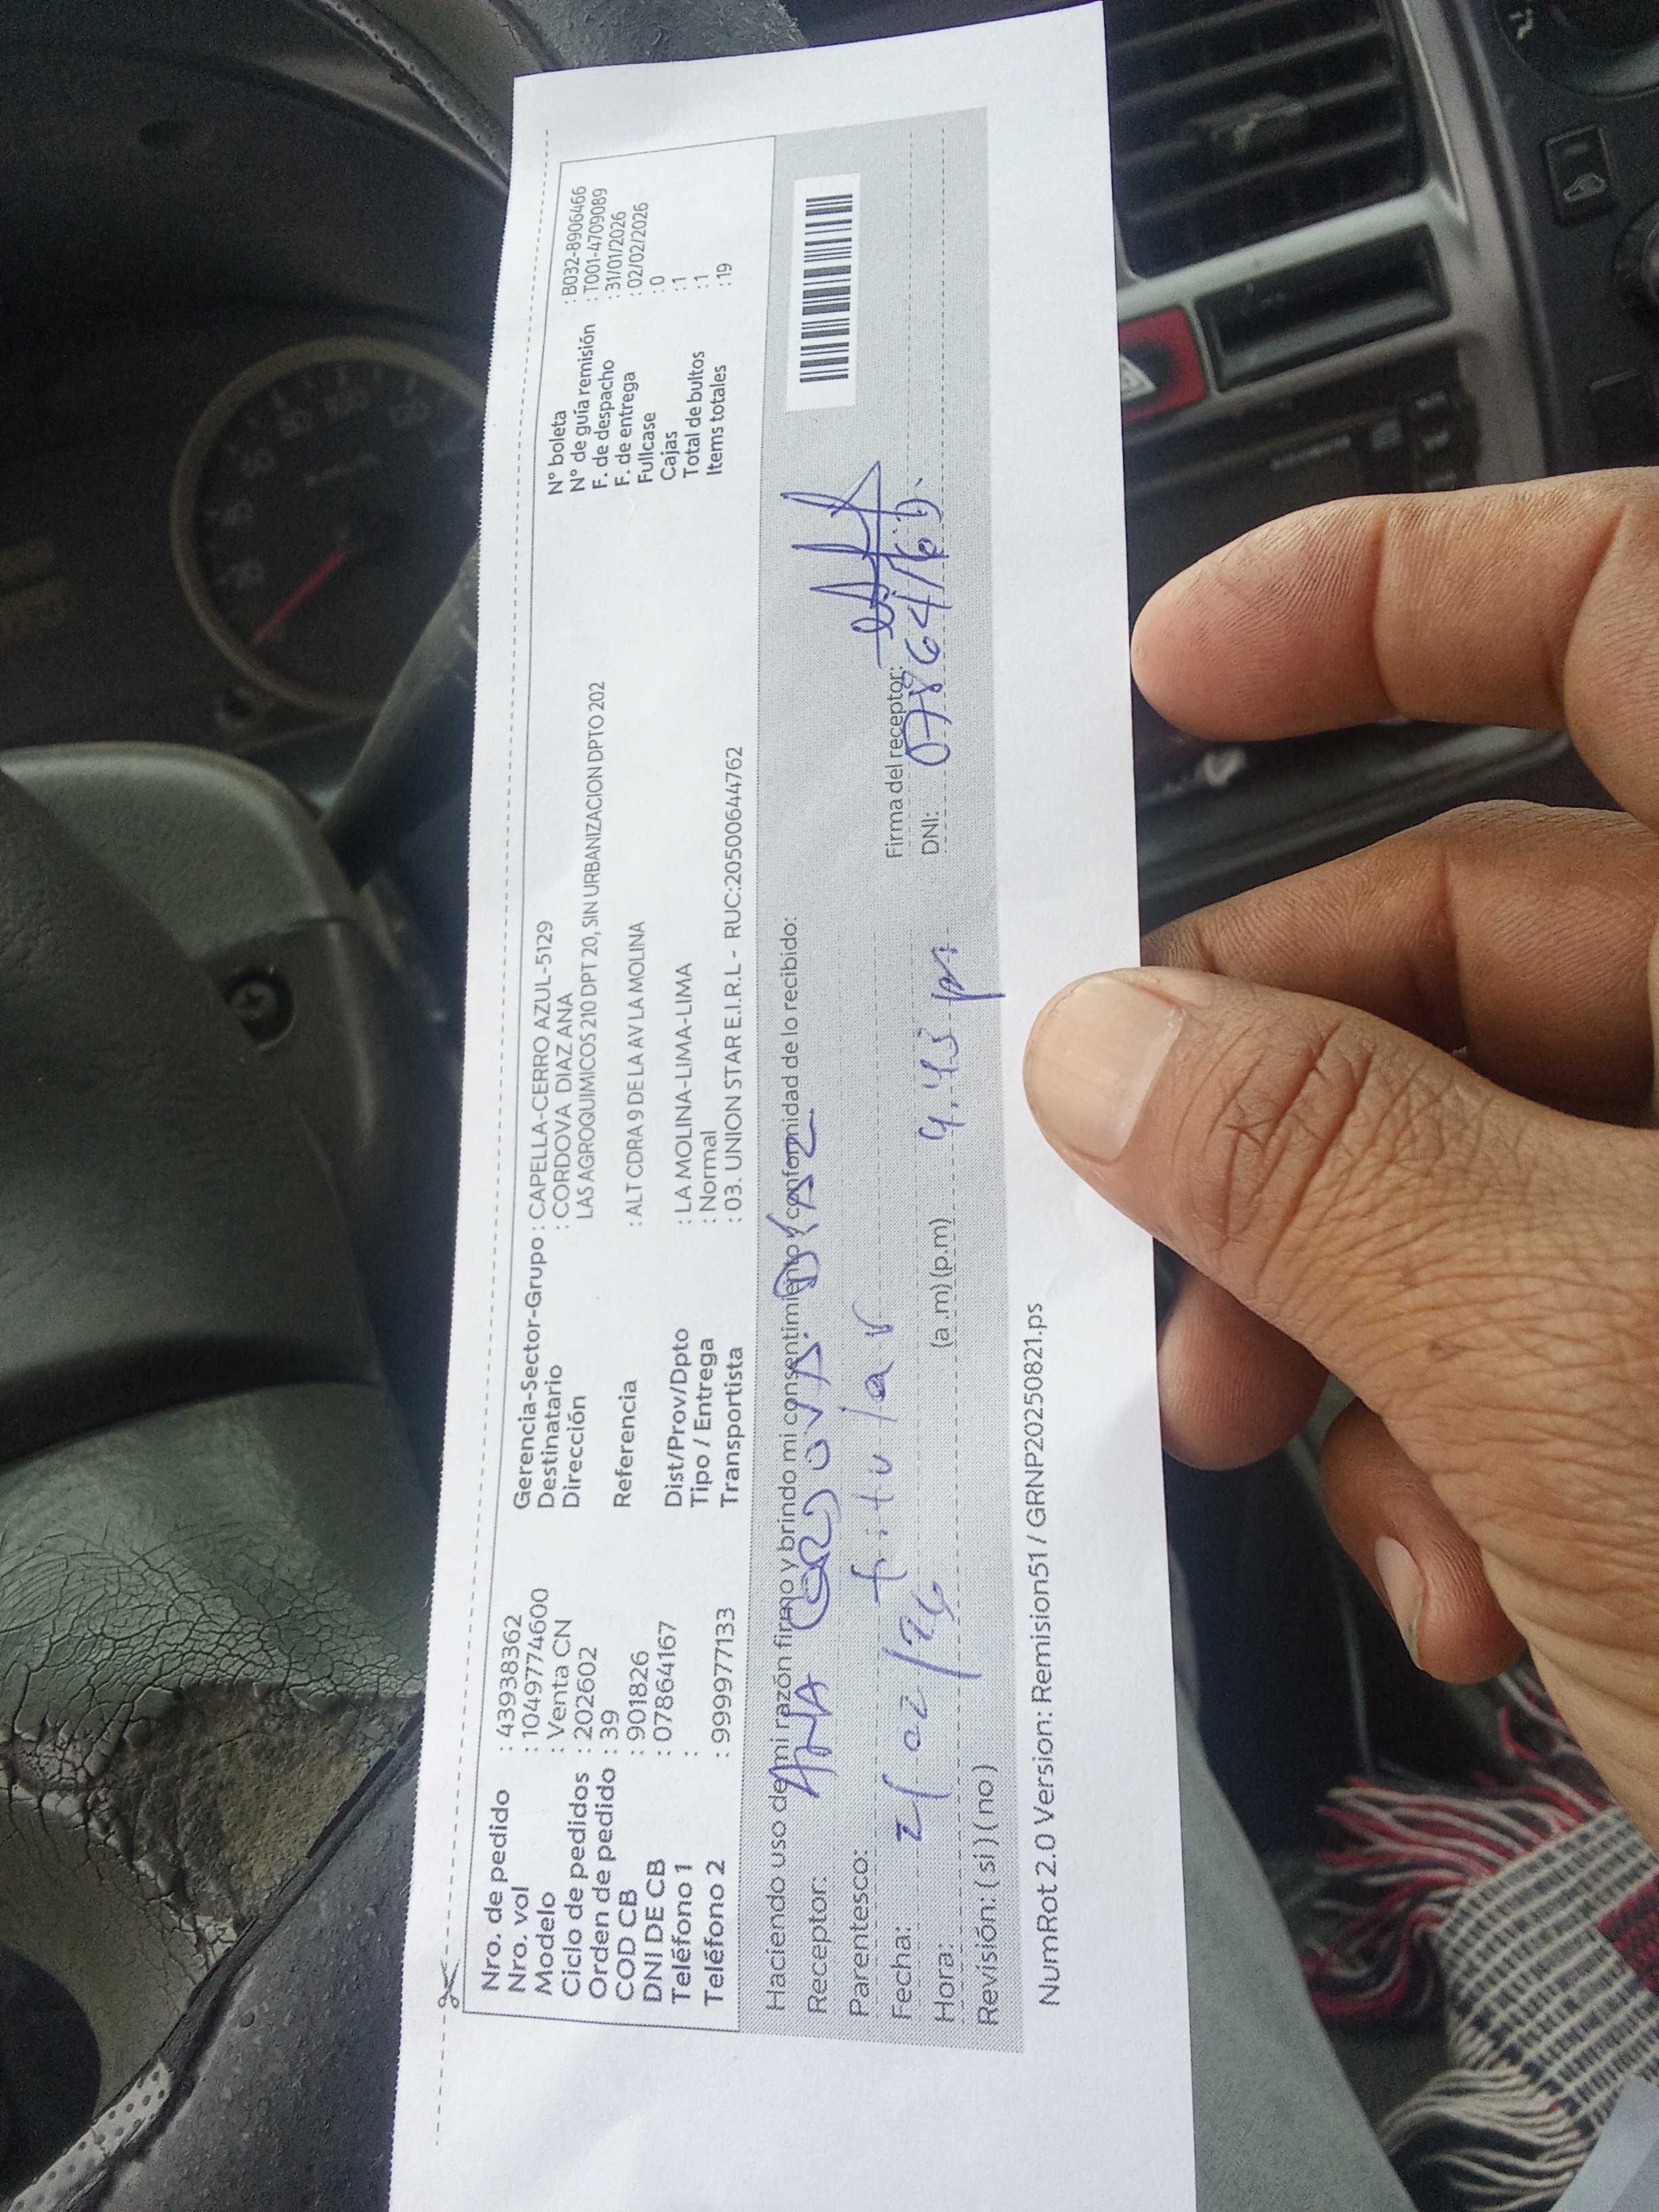 Nro. de pedido : 43938362
Nro. vol : 1049774600
Modelo : Venta CN
Ciclo de pedidos : 202602
Orden de pedido : 39
COD CB : 901826
DNI DE CB : 07864167
Teléfono 1 :
Teléfono 2 : 999977133
Gerencia-Sector-Grupo : CAPELLA-CERRO AZUL-5129
Destinatario : CORDOVA DIAZ ANA
Dirección LAS AGROQUIMICOS 210 DPT 20, SIN URBANIZACION DPTO 202
Referencia : ALT CDRA 9 DE LA AV LA MOLINA
Dist/Prov/Dpto : LA MOLINA-LIMA-LIMA
Tipo / Entrega : Normal
Transportista : 03. UNION STAR E.I.R.L - RUC:20500644762
N° boleta : B032-8906466
N° de guía remisión : T001-4709089
F. de despacho : 31/01/2026
F. de entrega : 02/02/2026
Fullcase : 0
Cajas : 1
Total de bultos : 1
Items totales : 19
Haciendo uso de mi razón firmo y brindo mi consentimiento y conformidad de lo recibido:
Receptor: ANA CORDOVA DIAZ
Parentesco: titular
Fecha: 2/02/26
Firma del receptor:
Hora: (a.m) (p.m) 4.43 pm
DNI: 07864167
Revisión: ( si ) ( no )
NumRot 2.0 Version: Remision51 / GRNP20250821.ps